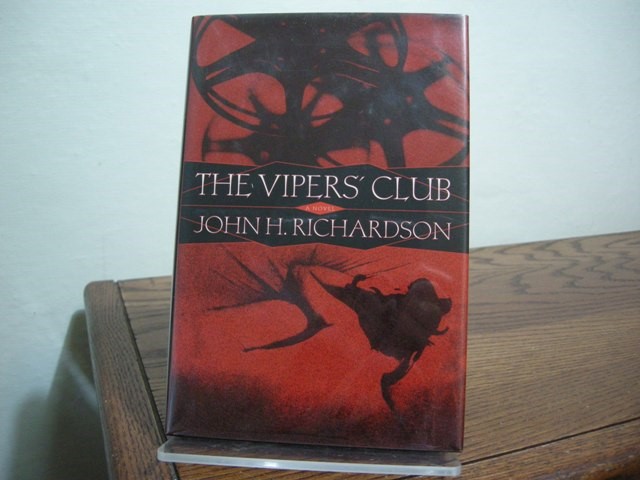 THE VIPERS' CLUB
A NOVEL
JOHN H. RICHARDSON